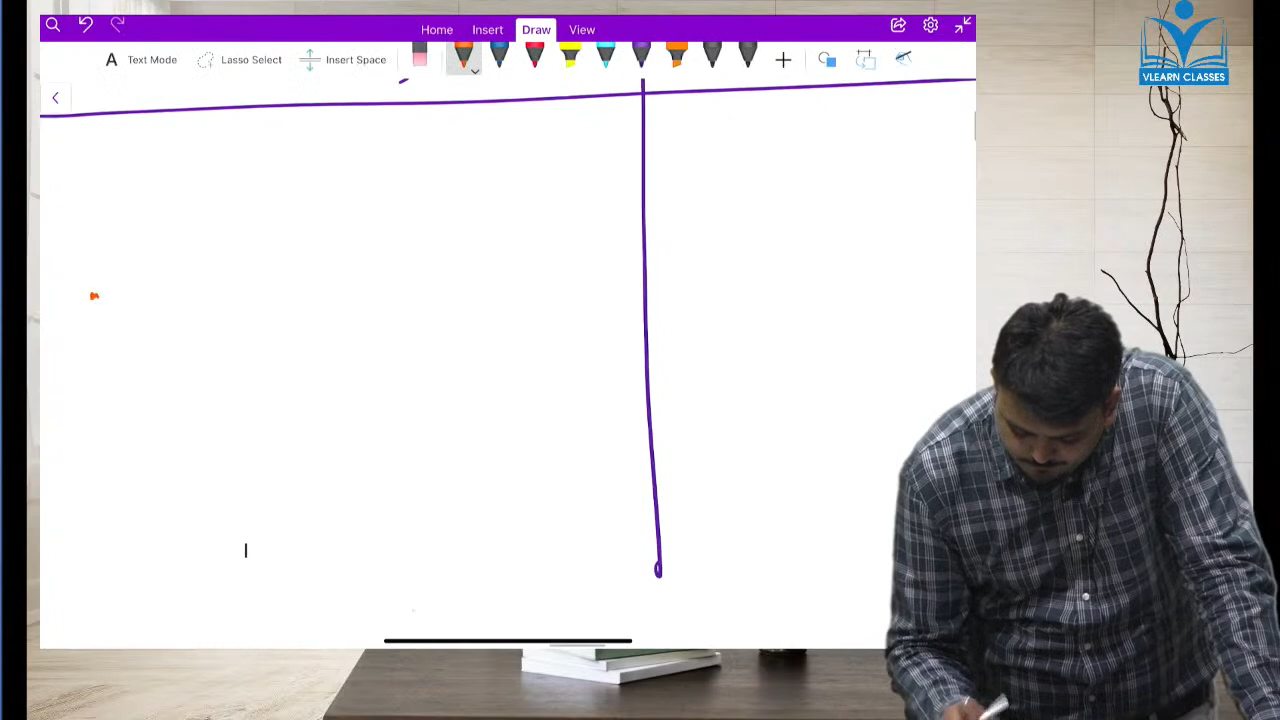 Home Insert Draw View
A Text Mode Lasso Select Insert Space
VLEARN CLASSES